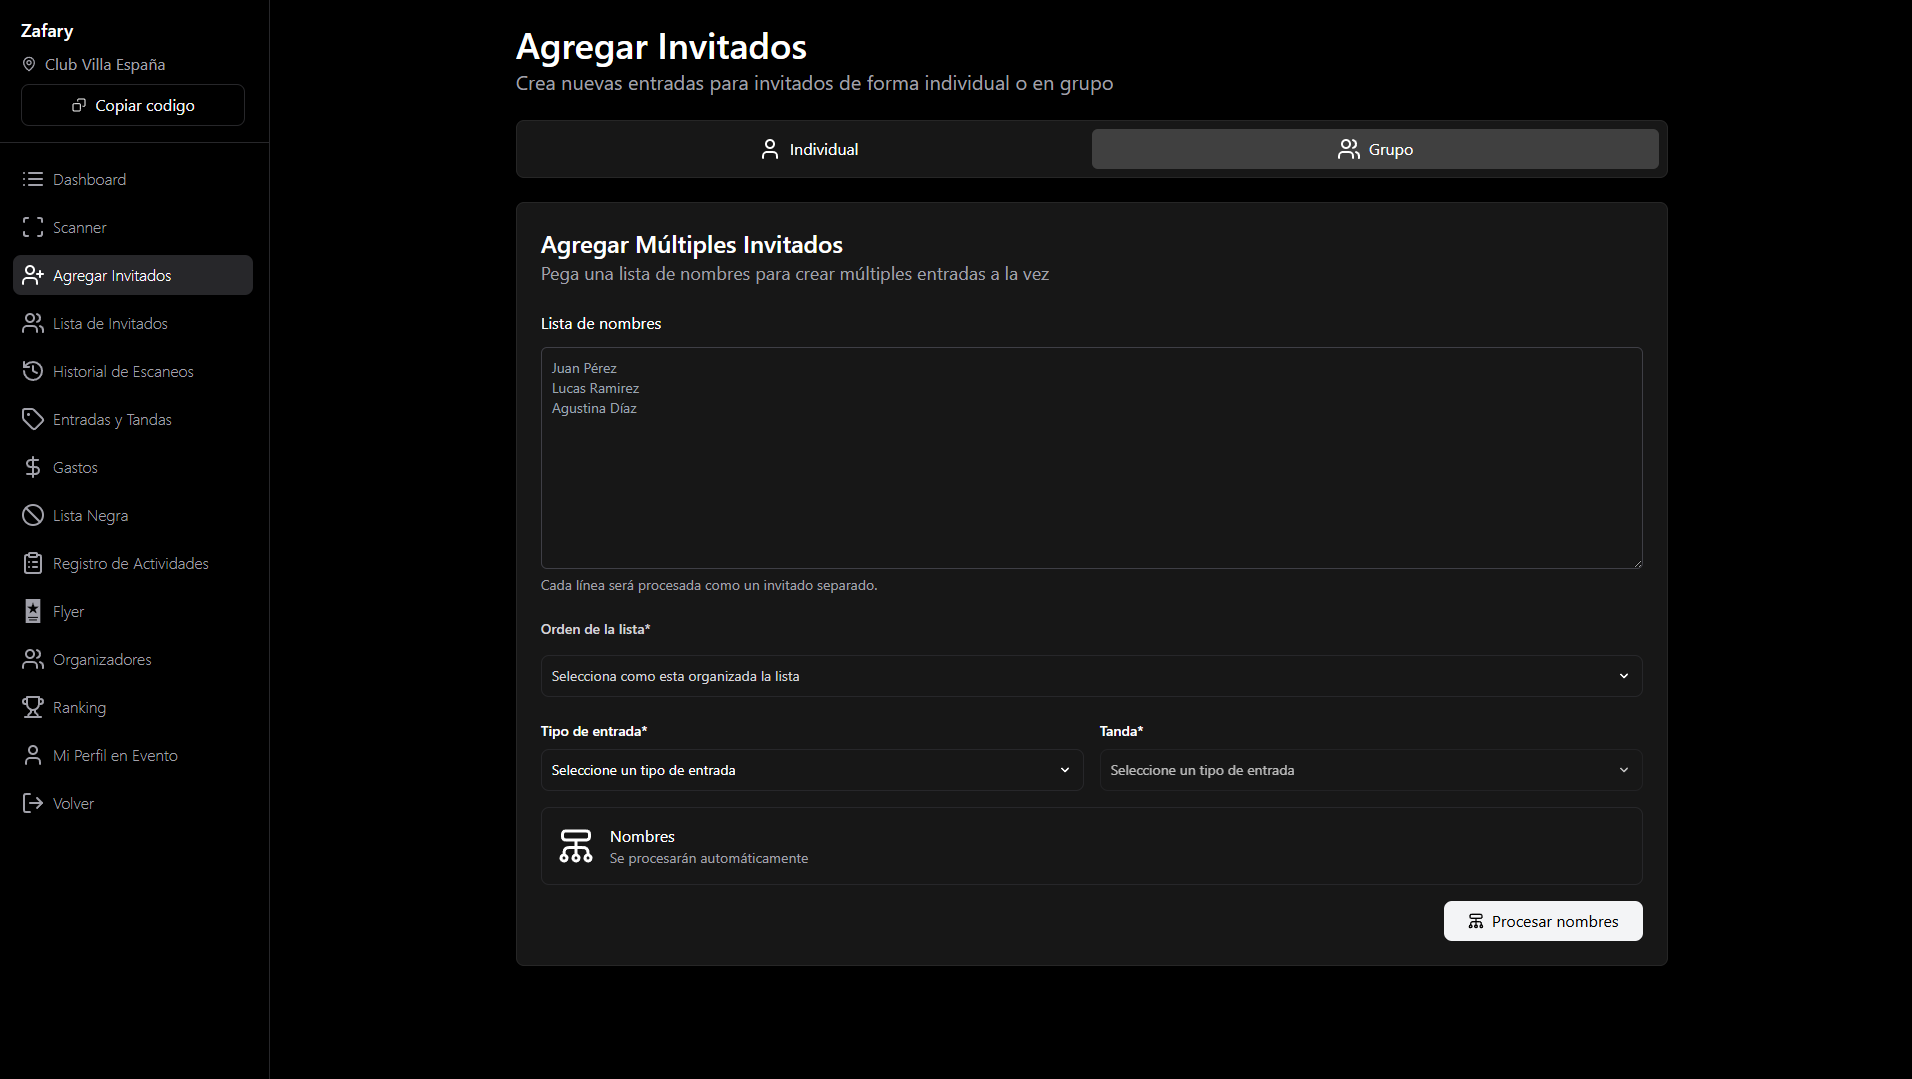 Zafary
Club Villa España
Copiar codigo
Dashboard
Scanner
Agregar Invitados
Lista de Invitados
Historial de Escaneos
Entradas y Tandas
Gastos
Lista Negra
Registro de Actividades
Flyer
Organizadores
Ranking
Mi Perfil en Evento
Volver
Agregar Invitados
Crea nuevas entradas para invitados de forma individual o en grupo
Individual
Grupo
Agregar Múltiples Invitados
Pega una lista de nombres para crear múltiples entradas a la vez
Lista de nombres
Juan Pérez
Lucas Ramirez
Agustina Díaz
Cada línea será procesada como un invitado separado.
Orden de la lista*
Selecciona como esta organizada la lista
Tipo de entrada*
Seleccione un tipo de entrada
Tanda*
Seleccione un tipo de entrada
Nombres
Se procesarán automáticamente
Procesar nombres